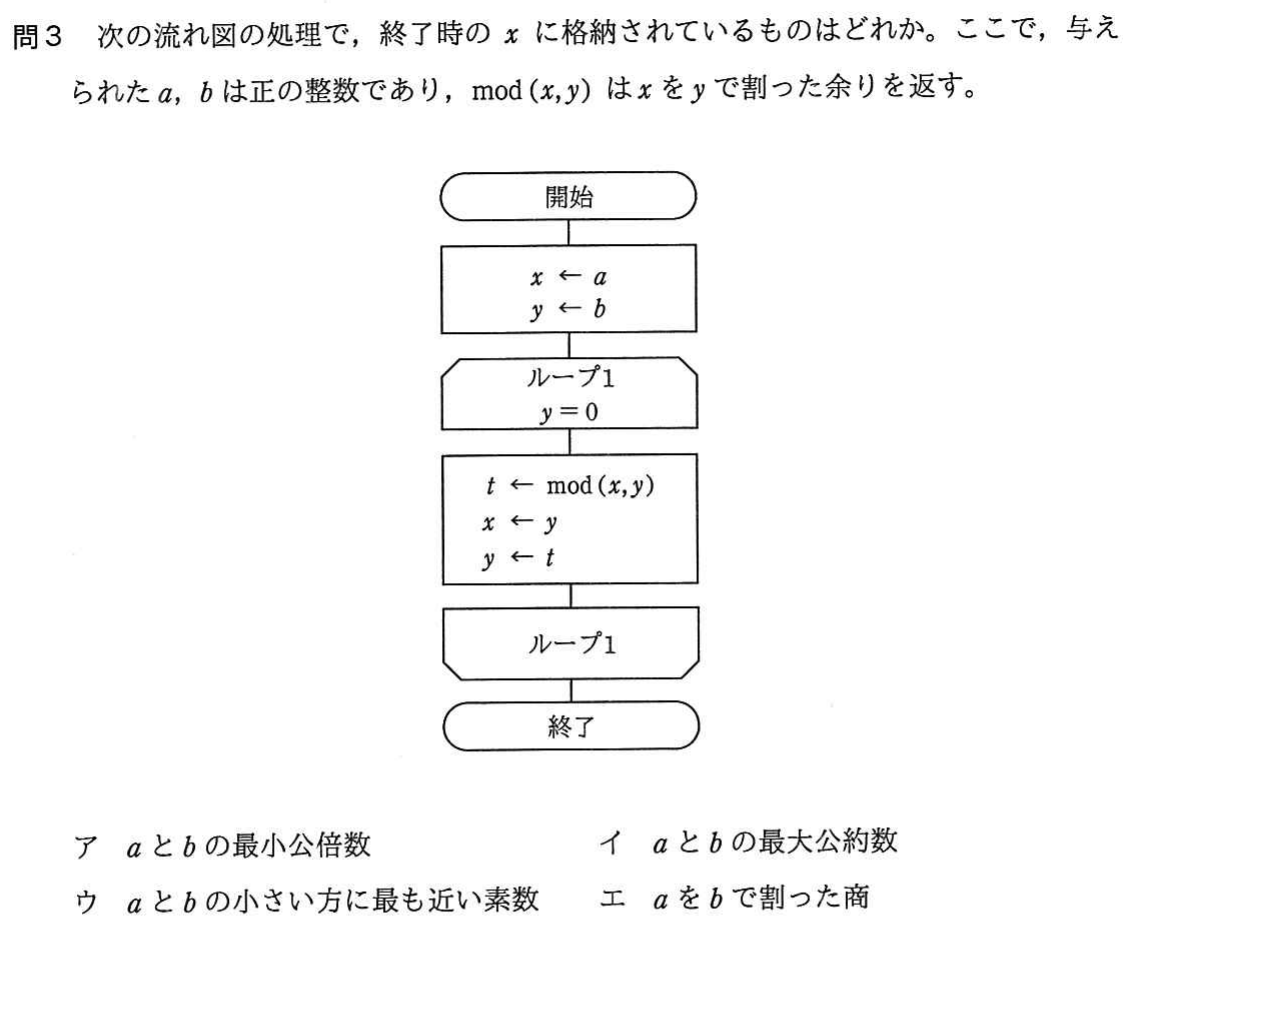 問3 次の流れ図の処理で，終了時の x に格納されているものはどれか。ここで，与え
られた a，b は正の整数であり，mod(x,y) は x を y で割った余りを返す。
開始
x ← a
y ← b
ループ1
y＝0
t ← mod(x,y)
x ← y
y ← t
ループ1
終了
ア a と b の最小公倍数 イ a と b の最大公約数
ウ a と b の小さい方に最も近い素数 エ a を b で割った商